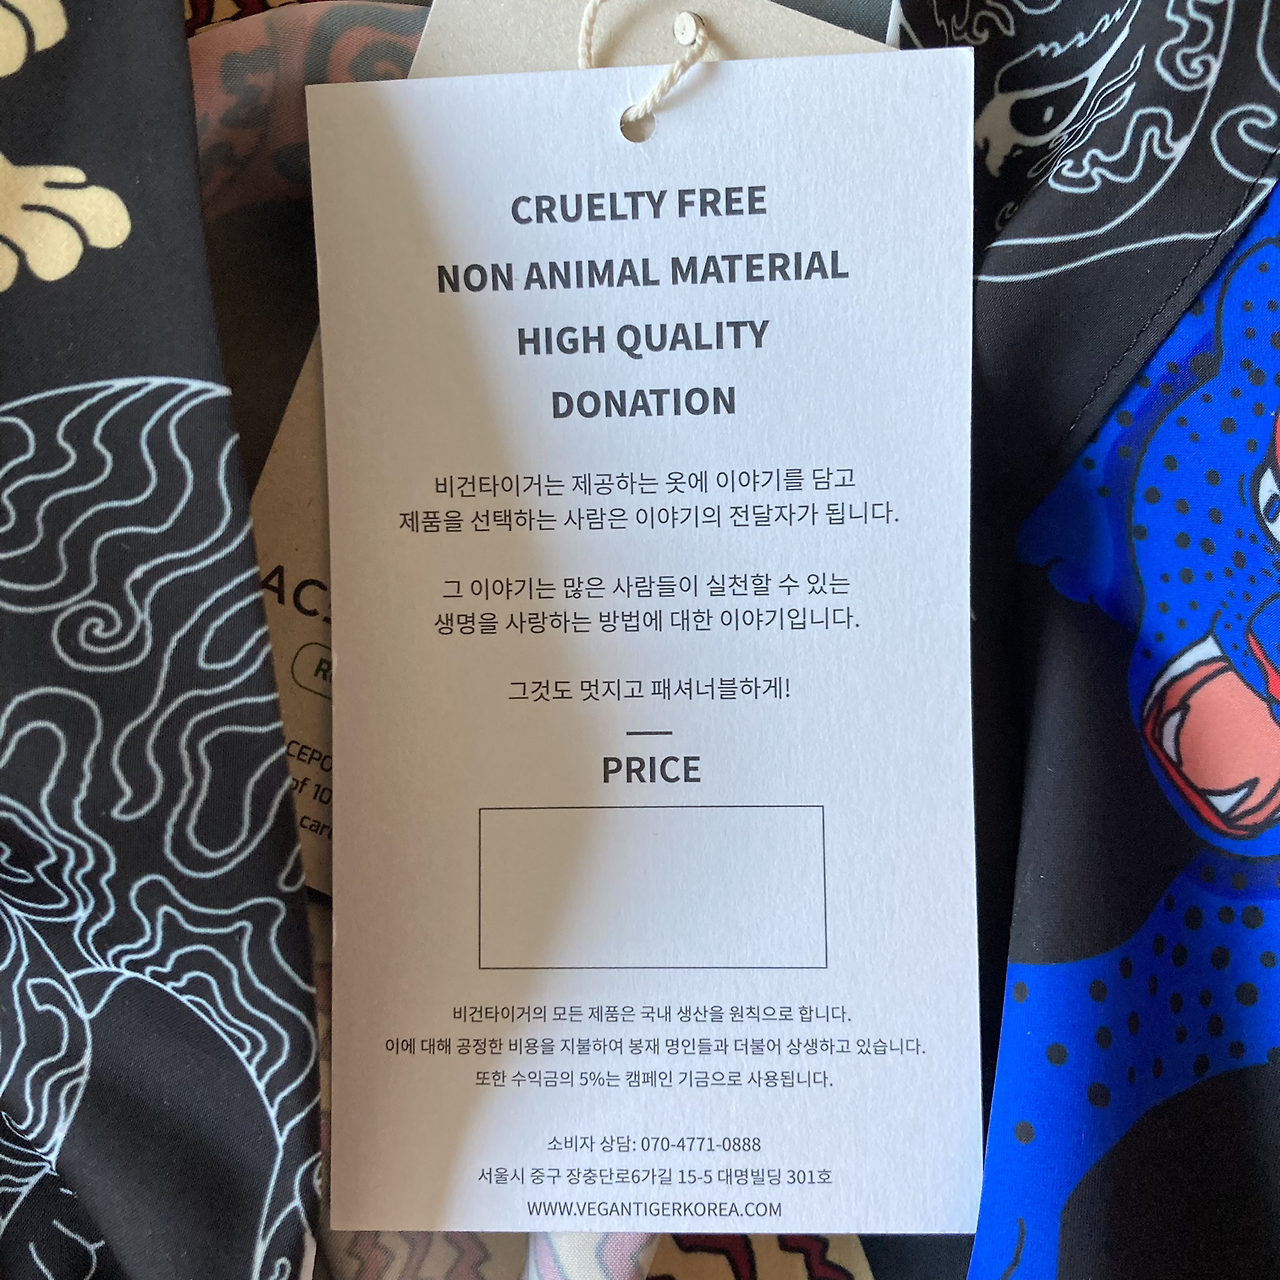 CRUELTY FREE
NON ANIMAL MATERIAL
HIGH QUALITY
DONATION
비건타이거는 제공하는 옷에 이야기를 담고
제품을 선택하는 사람은 이야기의 전달자가 됩니다.
그 이야기는 많은 사람들이 실천할 수 있는
생명을 사랑하는 방법에 대한 이야기입니다.
그것도 멋지고 패셔너블하게!
PRICE
비건타이거의 모든 제품은 국내 생산을 원칙으로 합니다.
이에 대해 공정한 비용을 지불하여 봉재 명인들과 더불어 상생하고 있습니다.
또한 수익금의 5%는 캠페인 기금으로 사용됩니다.
소비자 상담: 070-4771-0888
서울시 중구 장충단로6가길 15-5 대명빌딩 301호
WWW.VEGANTIGERKOREA.COM
of 10